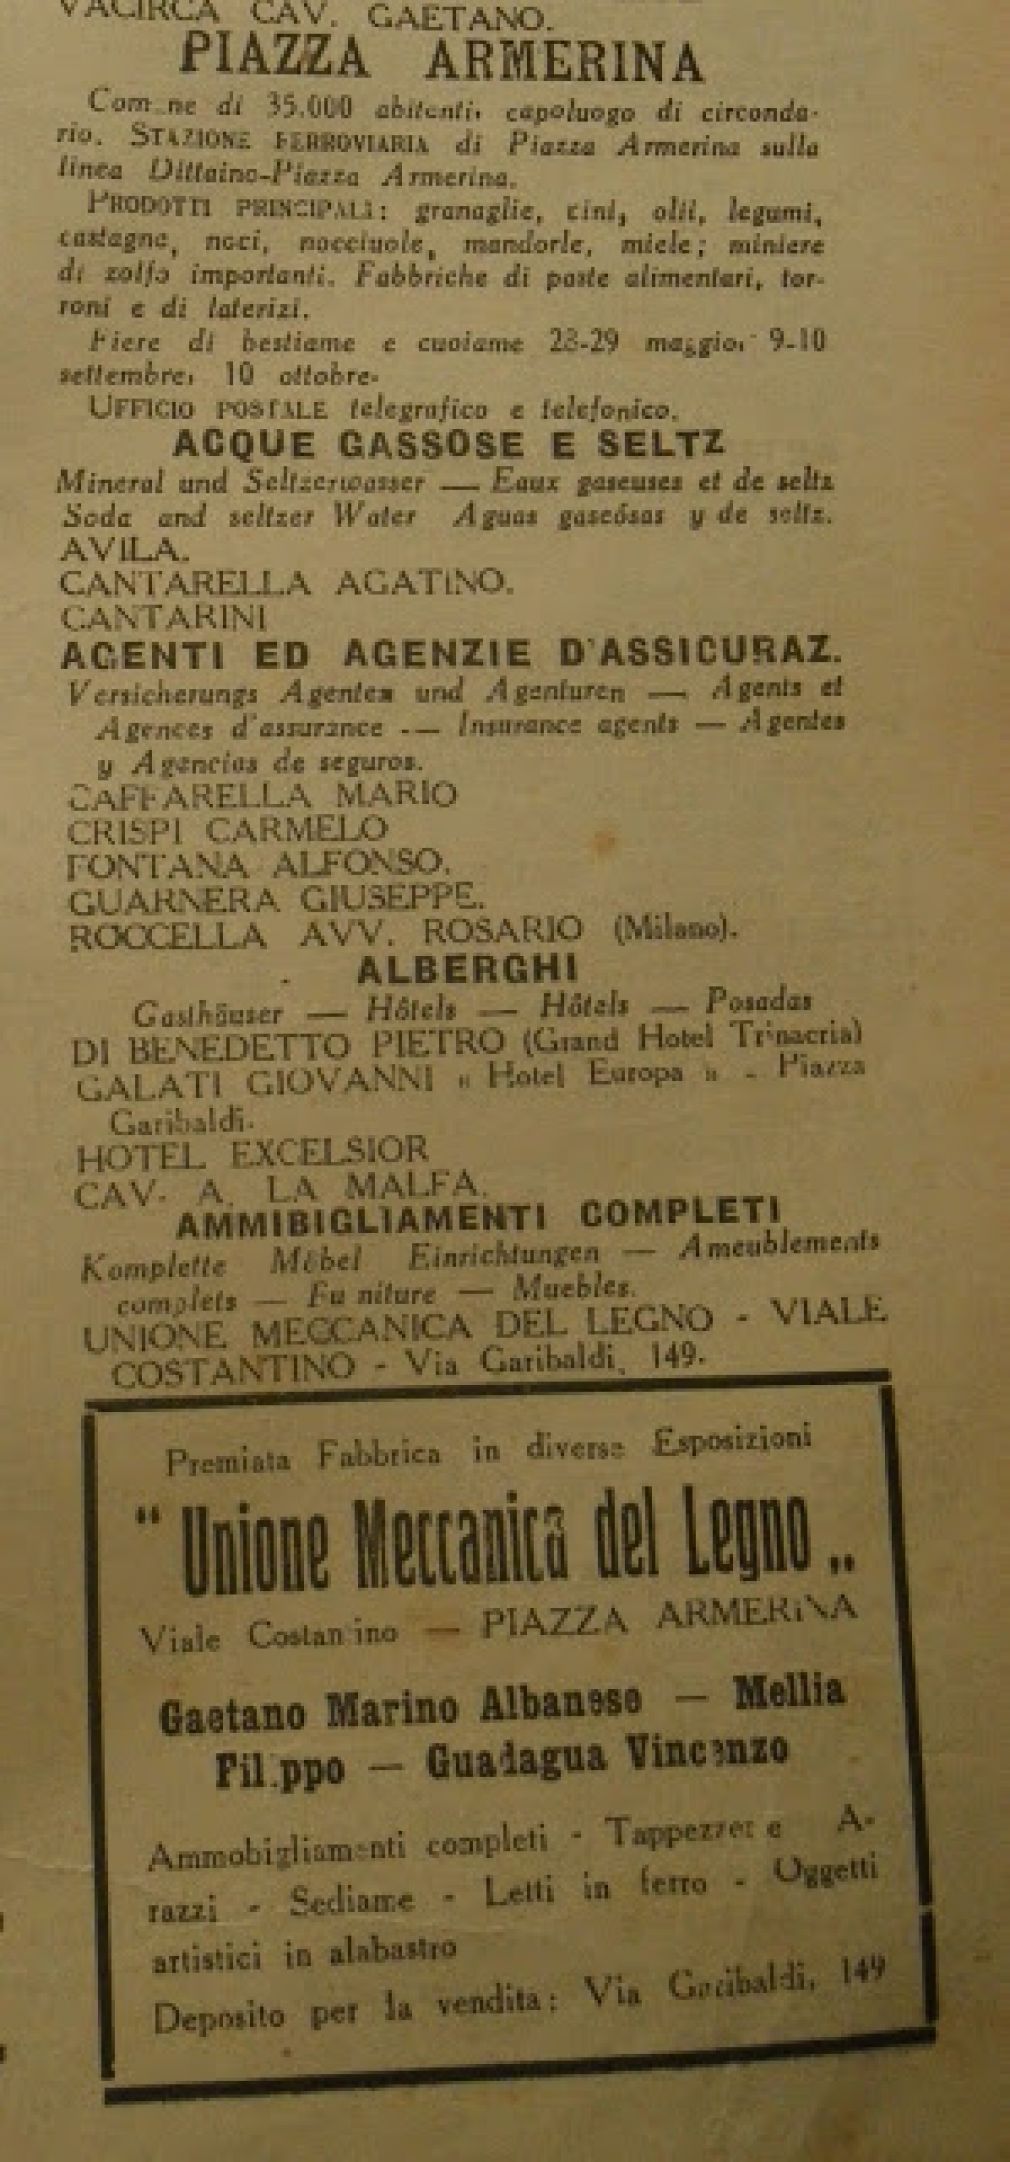 VACIRCA CAV. GAETANO.
PIAZZA ARMERINA
Comune di 35.000 abitanti, capoluogo di circonda-
rio. STAZIONE FERROVIARIA di Piazza Armerina sulla
linea Dittaino-Piazza Armerina.
PRODOTTI PRINCIPALI: granaglie, vini, olii, legumi,
castagne, noci, nocciuole, mandorle, miele; miniere
di zolfo importanti. Fabbriche di paste alimentari, tor-
roni e di laterizi.
Fiere di bestiame e cuoiame 28-29 maggio, 9-10
settembre, 10 ottobre.
UFFICIO POSTALE telegrafico e telefonico.
ACQUE GASSOSE E SELTZ
Mineral und Seltzerwasser — Eaux gaseuses et de seltz
Soda and seltzer Water Aguas gaseósas y de seltz.
AVILA.
CANTARELLA AGATINO.
CANTARINI
AGENTI ED AGENZIE D'ASSICURAZ.
Versicherungs Agenten und Agenturen — Agents et
Agences d'assurance — Insurance agents — Agentes
y Agencias de seguros.
CAFFARELLA MARIO
CRISPI CARMELO
FONTANA ALFONSO.
GUARNERA GIUSEPPE.
ROCCELLA AVV. ROSARIO (Milano).
ALBERGHI
Gasthäuser — Hôtels — Hôtels — Posadas
DI BENEDETTO PIETRO (Grand Hotel Trinacria)
GALATI GIOVANNI « Hotel Europa » - Piazza
Garibaldi.
HOTEL EXCELSIOR
CAV. A. LA MALFA.
AMMIBIGLIAMENTI COMPLETI
Komplette Möbel Einrichtungen — Ameublements
complets — Furniture — Muebles.
UNIONE MECCANICA DEL LEGNO - VIALE
COSTANTINO - Via Garibaldi, 149.
Premiata Fabbrica in diverse Esposizioni
“ Unione Meccanica del Legno „
Viale Costantino — PIAZZA ARMERINA
Gaetano Marino Albanese — Mellia
Filippo — Guadagua Vincenzo
Ammobigliamenti completi - Tappezzerie A-
razzi - Sediame - Letti in ferro - Oggetti
artistici in alabastro
Deposito per la vendita: Via Garibaldi, 149